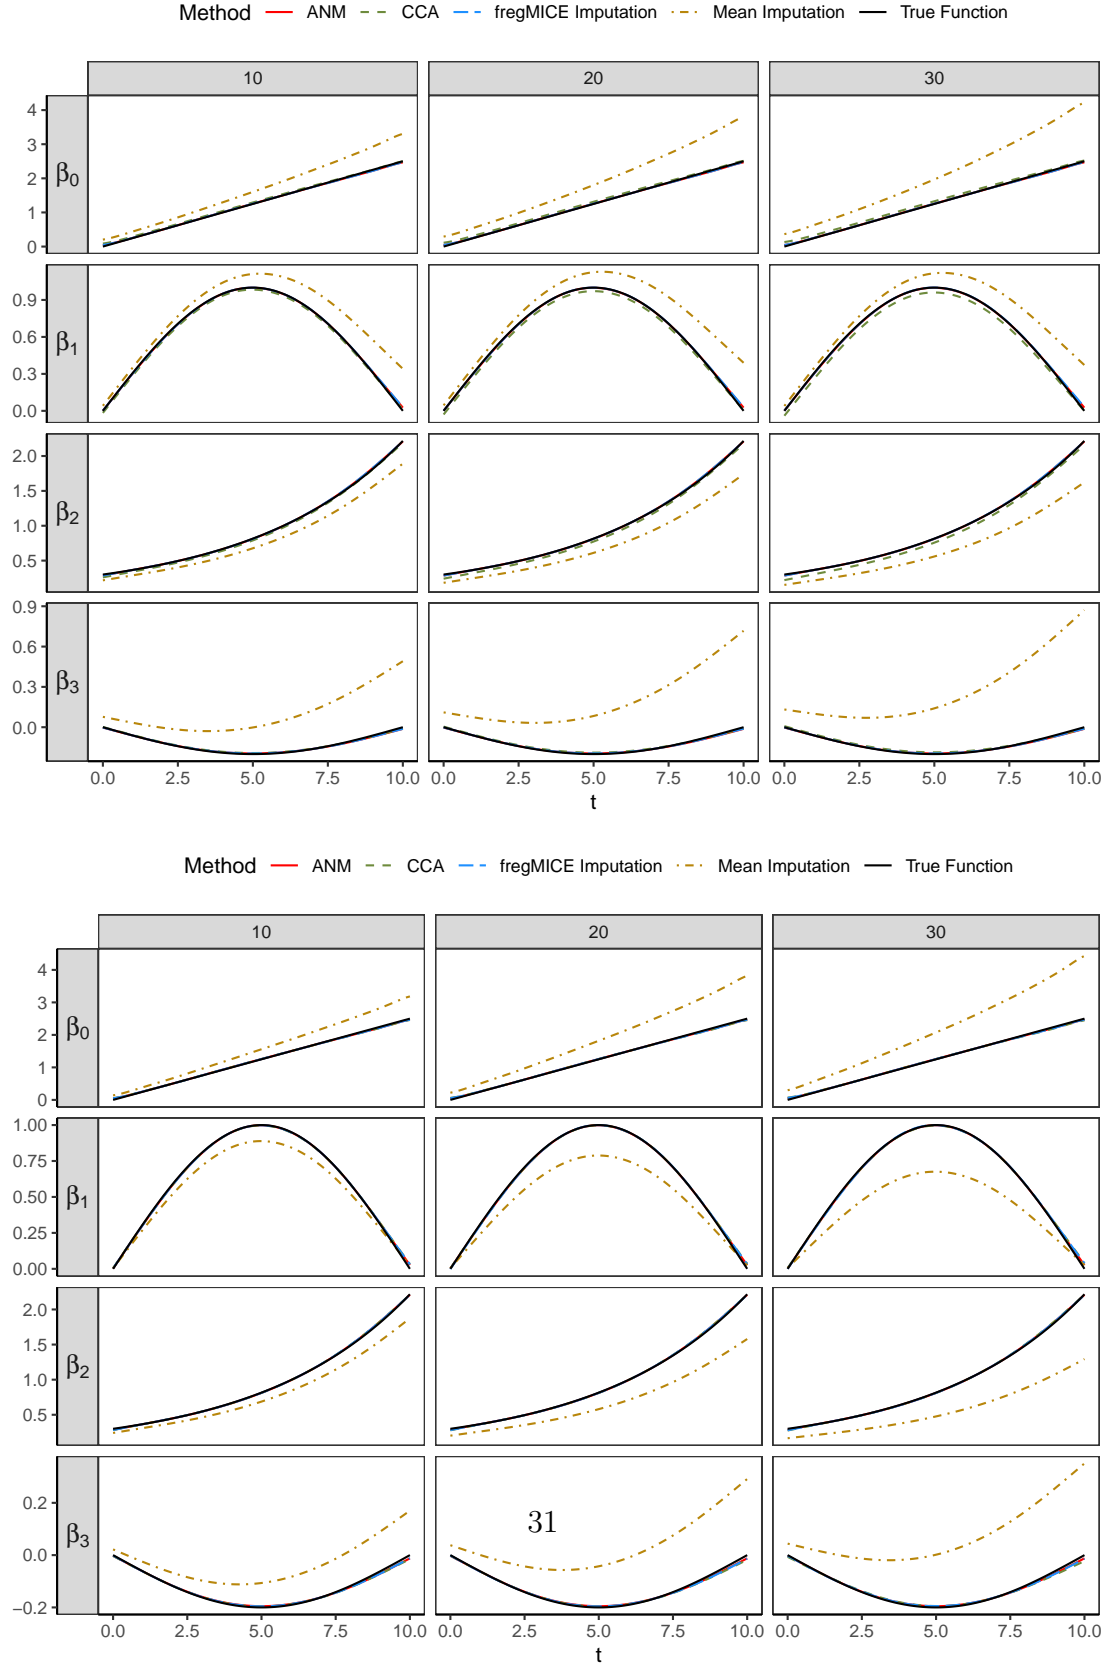 Method ANM CCA fregMICE Imputation Mean Imputation True Function
10 20 30
β0
4
3
2
1
0
β1
0.9
0.6
0.3
0.0
β2
2.0
1.5
1.0
0.5
β3
0.9
0.6
0.3
0.0
0.0 2.5 5.0 7.5 10.0 0.0 2.5 5.0 7.5 10.0 0.0 2.5 5.0 7.5 10.0
t
Method ANM CCA fregMICE Imputation Mean Imputation True Function
10 20 30
β0
4
3
2
1
0
β1
1.00
0.75
0.50
0.25
0.00
β2
2.0
1.5
1.0
0.5
β3
0.2
0.0
−0.2
31
0.0 2.5 5.0 7.5 10.0 0.0 2.5 5.0 7.5 10.0 0.0 2.5 5.0 7.5 10.0
t